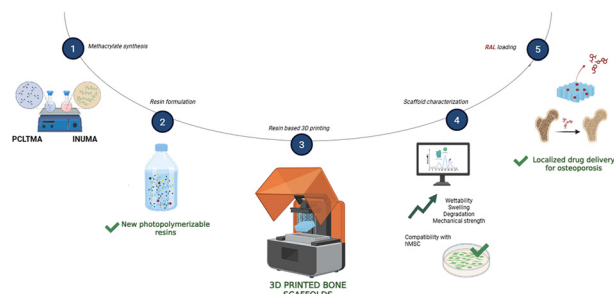 1
Methacrylate synthesis
PCLTMA
INUMA
Resin formulation
2
New photopolymerizable
resins
Resin based 3D printing
3
3D PRINTED BONE
SCAFFOLDS
Scaffold characterization
4
Wettability
Swelling
Degradation
Mechanical strength
Compatibility with
hMSC
RAL loading
5
Localized drug delivery
for osteoporosis